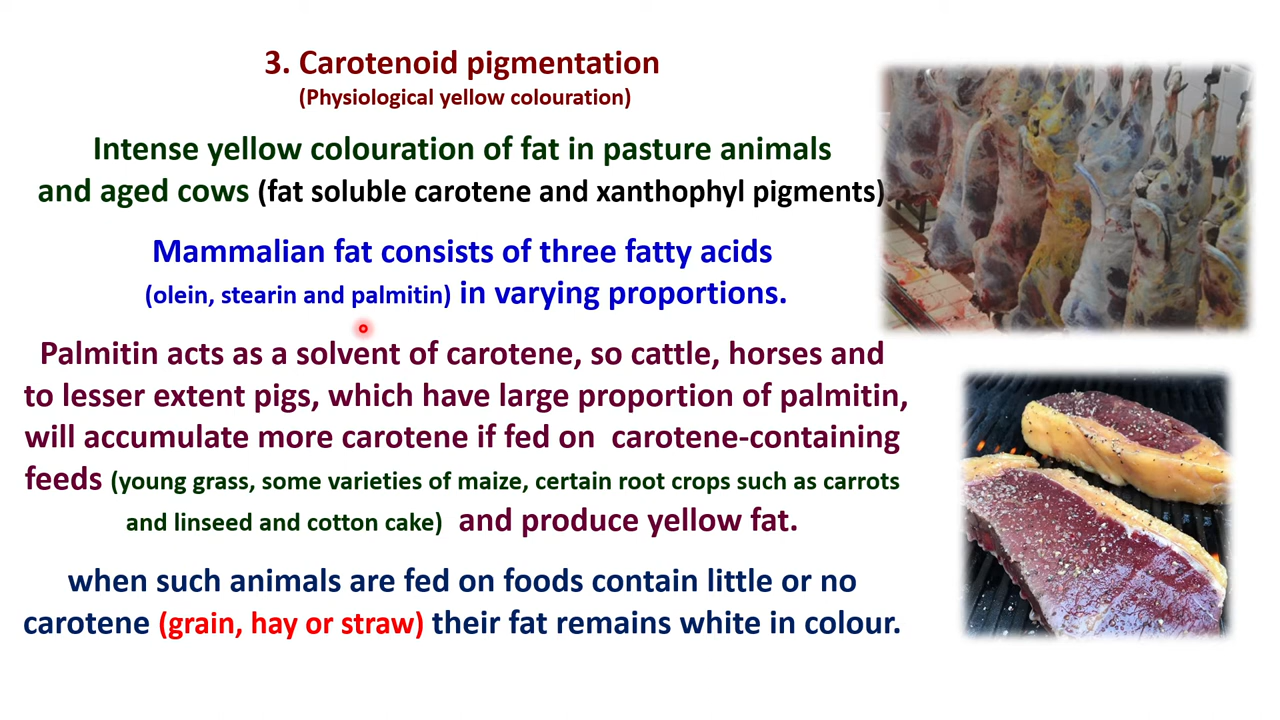 3. Carotenoid pigmentation
(Physiological yellow colouration)
Intense yellow colouration of fat in pasture animals
and aged cows (fat soluble carotene and xanthophyl pigments)
Mammalian fat consists of three fatty acids
(olein, stearin and palmitin) in varying proportions.
Palmitin acts as a solvent of carotene, so cattle, horses and
to lesser extent pigs, which have large proportion of palmitin,
will accumulate more carotene if fed on carotene-containing
feeds (young grass, some varieties of maize, certain root crops such as carrots
and linseed and cotton cake) and produce yellow fat.
when such animals are fed on foods contain little or no
carotene (grain, hay or straw) their fat remains white in colour.